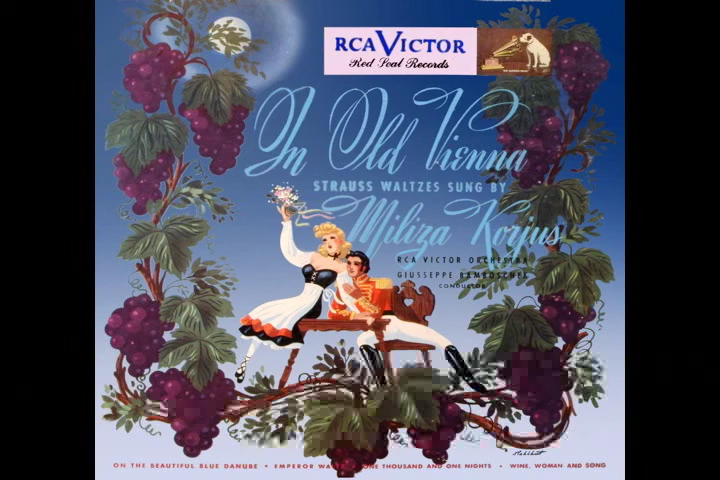 RCA VICTOR
Red Seal Records
In Old Vienna
STRAUSS WALTZES SUNG BY
Miliza Korjus
RCA VICTOR ORCHESTRA
GIUSSEPPE BAMBOSCHEK
CONDUCTOR
ON THE BEAUTIFUL BLUE DANUBE • EMPEROR WALTZ • ONE THOUSAND AND ONE NIGHTS • WINE, WOMAN AND SONG